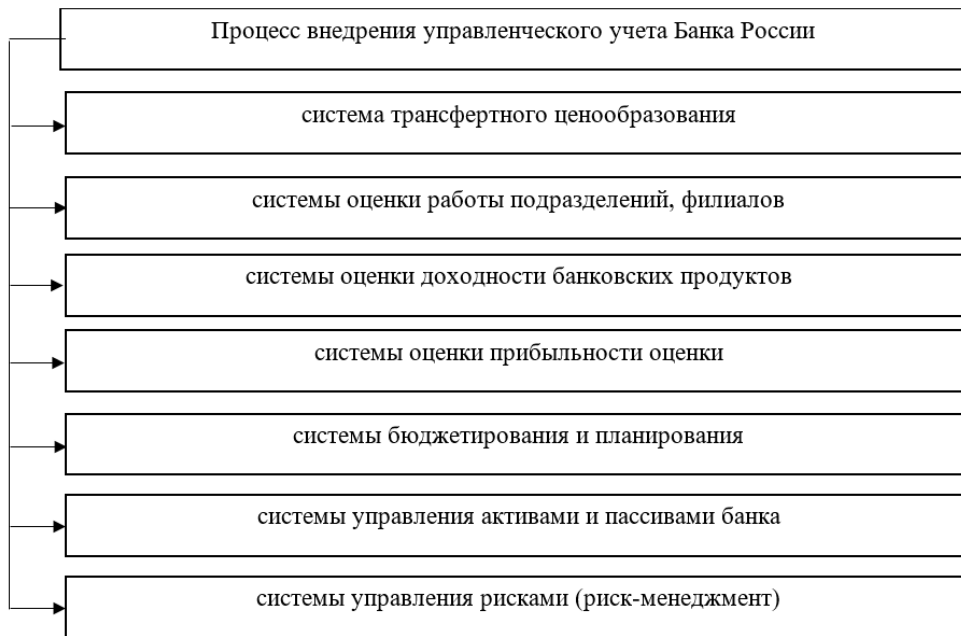 Процесс внедрения управленческого учета Банка России
система трансфертного ценообразования
системы оценки работы подразделений, филиалов
системы оценки доходности банковских продуктов
системы оценки прибыльности оценки
системы бюджетирования и планирования
системы управления активами и пассивами банка
системы управления рисками (риск-менеджмент)